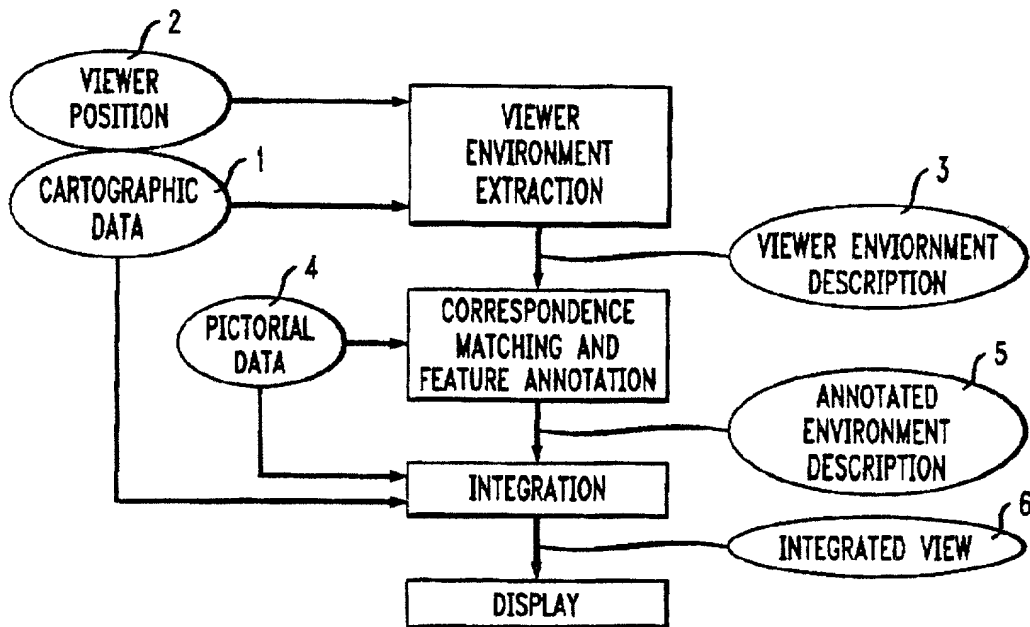 2
VIEWER
POSITION
1
CARTOGRAPHIC
DATA
VIEWER
ENVIRONMENT
EXTRACTION
3
VIEWER ENVIORNMENT
DESCRIPTION
4
PICTORIAL
DATA
CORRESPONDENCE
MATCHING AND
FEATURE ANNOTATION
5
ANNOTATED
ENVIRONMENT
DESCRIPTION
INTEGRATION
6
INTEGRATED VIEW
DISPLAY